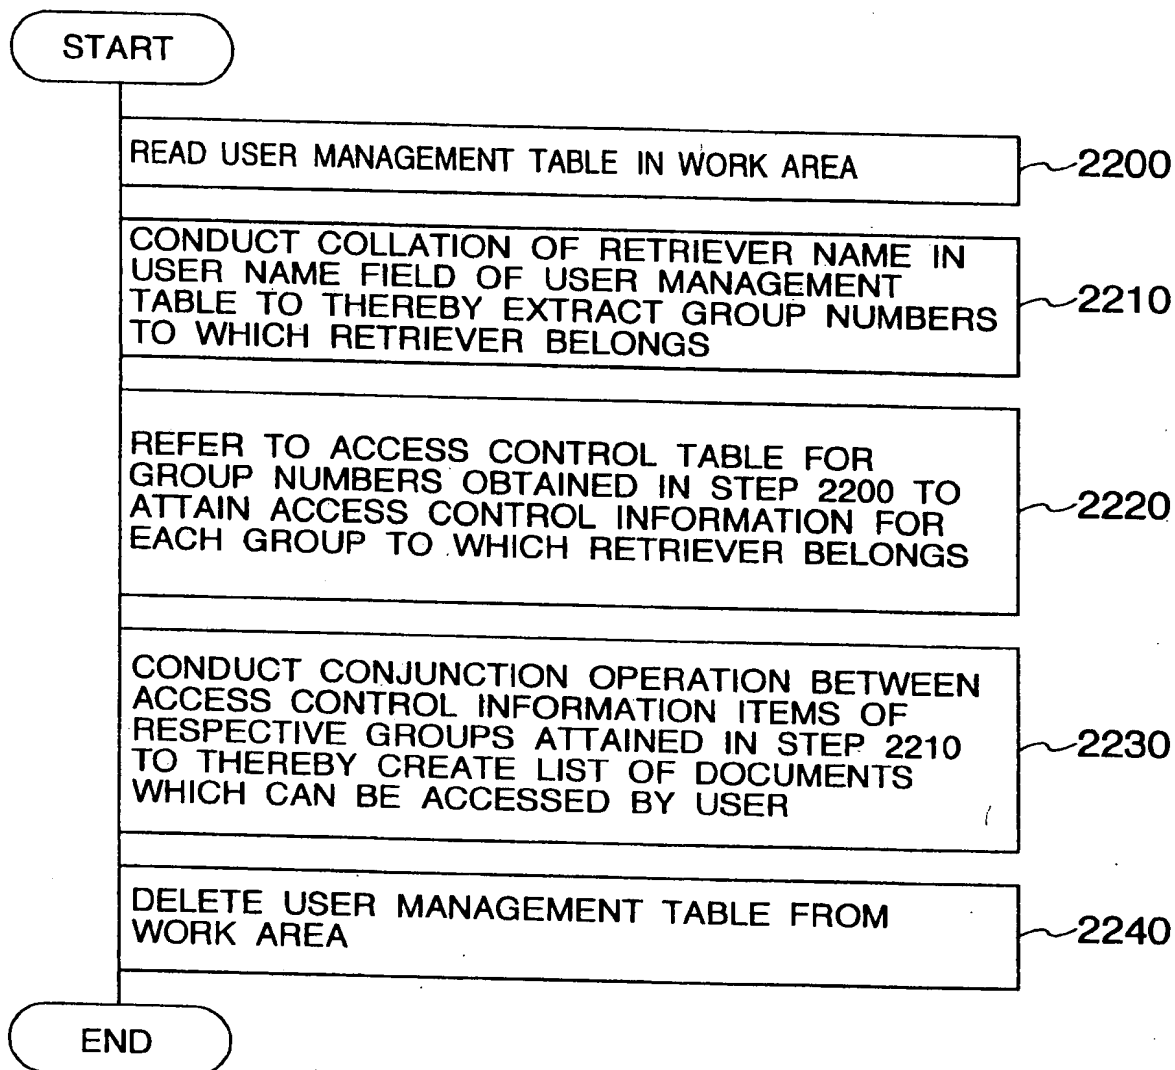 START
READ USER MANAGEMENT TABLE IN WORK AREA
2200
CONDUCT COLLATION OF RETRIEVER NAME IN
USER NAME FIELD OF USER MANAGEMENT
TABLE TO THEREBY EXTRACT GROUP NUMBERS
TO WHICH RETRIEVER BELONGS
2210
REFER TO ACCESS CONTROL TABLE FOR
GROUP NUMBERS OBTAINED IN STEP 2200 TO
ATTAIN ACCESS CONTROL INFORMATION FOR
EACH GROUP TO WHICH RETRIEVER BELONGS
2220
CONDUCT CONJUNCTION OPERATION BETWEEN
ACCESS CONTROL INFORMATION ITEMS OF
RESPECTIVE GROUPS ATTAINED IN STEP 2210
TO THEREBY CREATE LIST OF DOCUMENTS
WHICH CAN BE ACCESSED BY USER
2230
DELETE USER MANAGEMENT TABLE FROM
WORK AREA
2240
END